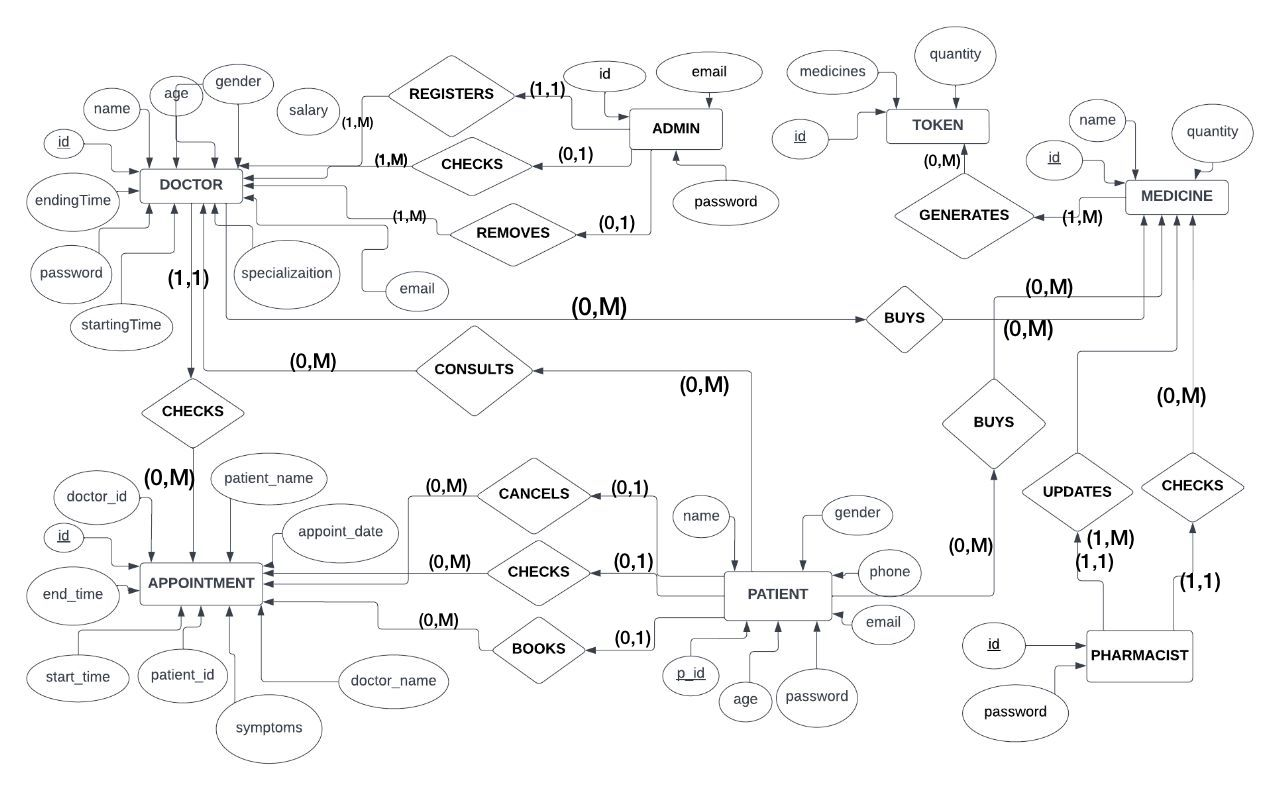 quantity
gender
id
email
medicines
age
REGISTERS
(1,1)
salary
name
(1,M)
ADMIN
TOKEN
name
quantity
id
id
(0,1)
(1,M)
CHECKS
(0,M)
id
DOCTOR
MEDICINE
endingTime
password
(1,M)
REMOVES
(0,1)
GENERATES
(1,M)
password
(1,1)
specializaition
email
(0,M)
startingTime
(0,M)
BUYS
(0,M)
(0,M)
CONSULTS
(0,M)
CHECKS
(0,M)
BUYS
(0,M)
patient_name
doctor_id
(0,M)
CANCELS
(0,1)
UPDATES
CHECKS
name
gender
id
appoint_date
(1,M)
(0,M)
(0,M)
CHECKS
(0,1)
(1,1)
phone
APPOINTMENT
(1,1)
end_time
PATIENT
(0,M)
email
BOOKS
(0,1)
id
PHARMACIST
start_time
patient_id
doctor_name
p_id
age
password
password
symptoms